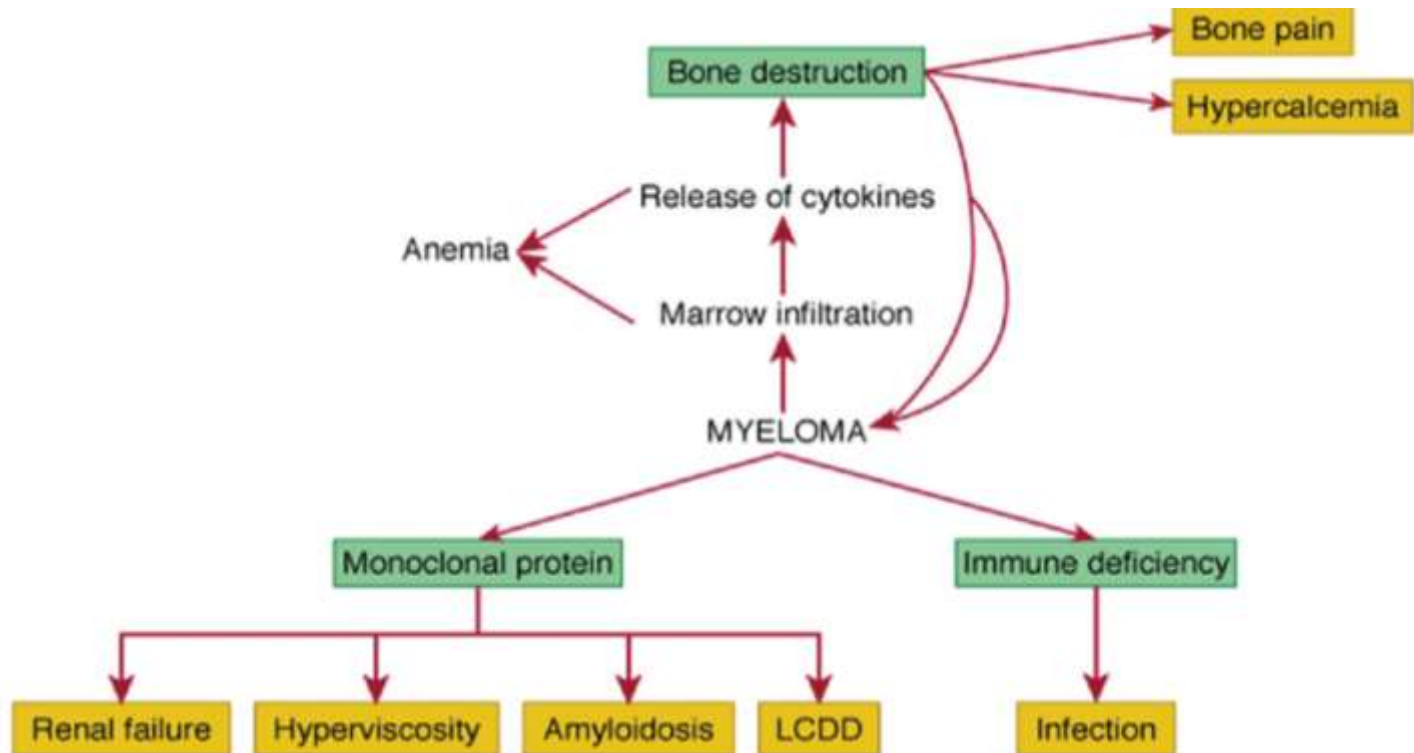 Bone pain
Bone destruction
Hypercalcemia
Release of cytokines
Anemia
Marrow infiltration
MYELOMA
Monoclonal protein
Immune deficiency
Renal failure
Hyperviscosity
Amyloidosis
LCDD
Infection